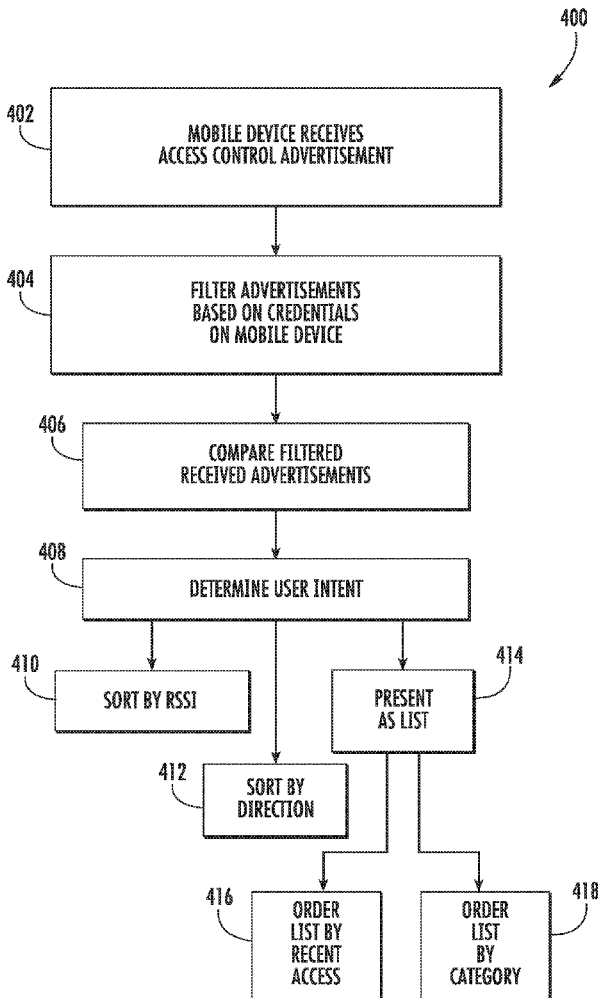 400
402
MOBILE DEVICE RECEIVES
ACCESS CONTROL ADVERTISEMENT
404
FILTER ADVERTISEMENTS
BASED ON CREDENTIALS
ON MOBILE DEVICE
406
COMPARE FILTERED
RECEIVED ADVERTISEMENTS
408
DETERMINE USER INTENT
410
SORT BY RSSI
414
PRESENT
AS LIST
412
SORT BY
DIRECTION
416
ORDER
LIST BY
RECENT
ACCESS
418
ORDER
LIST
BY
CATEGORY